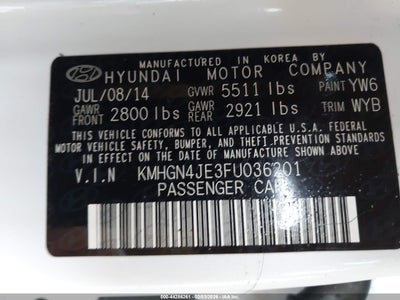 MANUFACTURED IN KOREA BY
HYUNDAI MOTOR COMPANY
JUL/08/14 GVWR 5511 lbs PAINT YW6
GAWR FRONT 2800 lbs GAWR REAR 2921 lbs TRIM WYB
THIS VEHICLE CONFORMS TO ALL APPLICABLE U.S. FEDERAL
MOTOR VEHICLE SAFETY, BUMPER, AND THEFT PREVENTION
STANDARDS IN EFFECT ON THE DATE OF MANUFACTURE SHOWN ABOVE.
V.I.N KMHGN4JE3FU036201
PASSENGER CAR